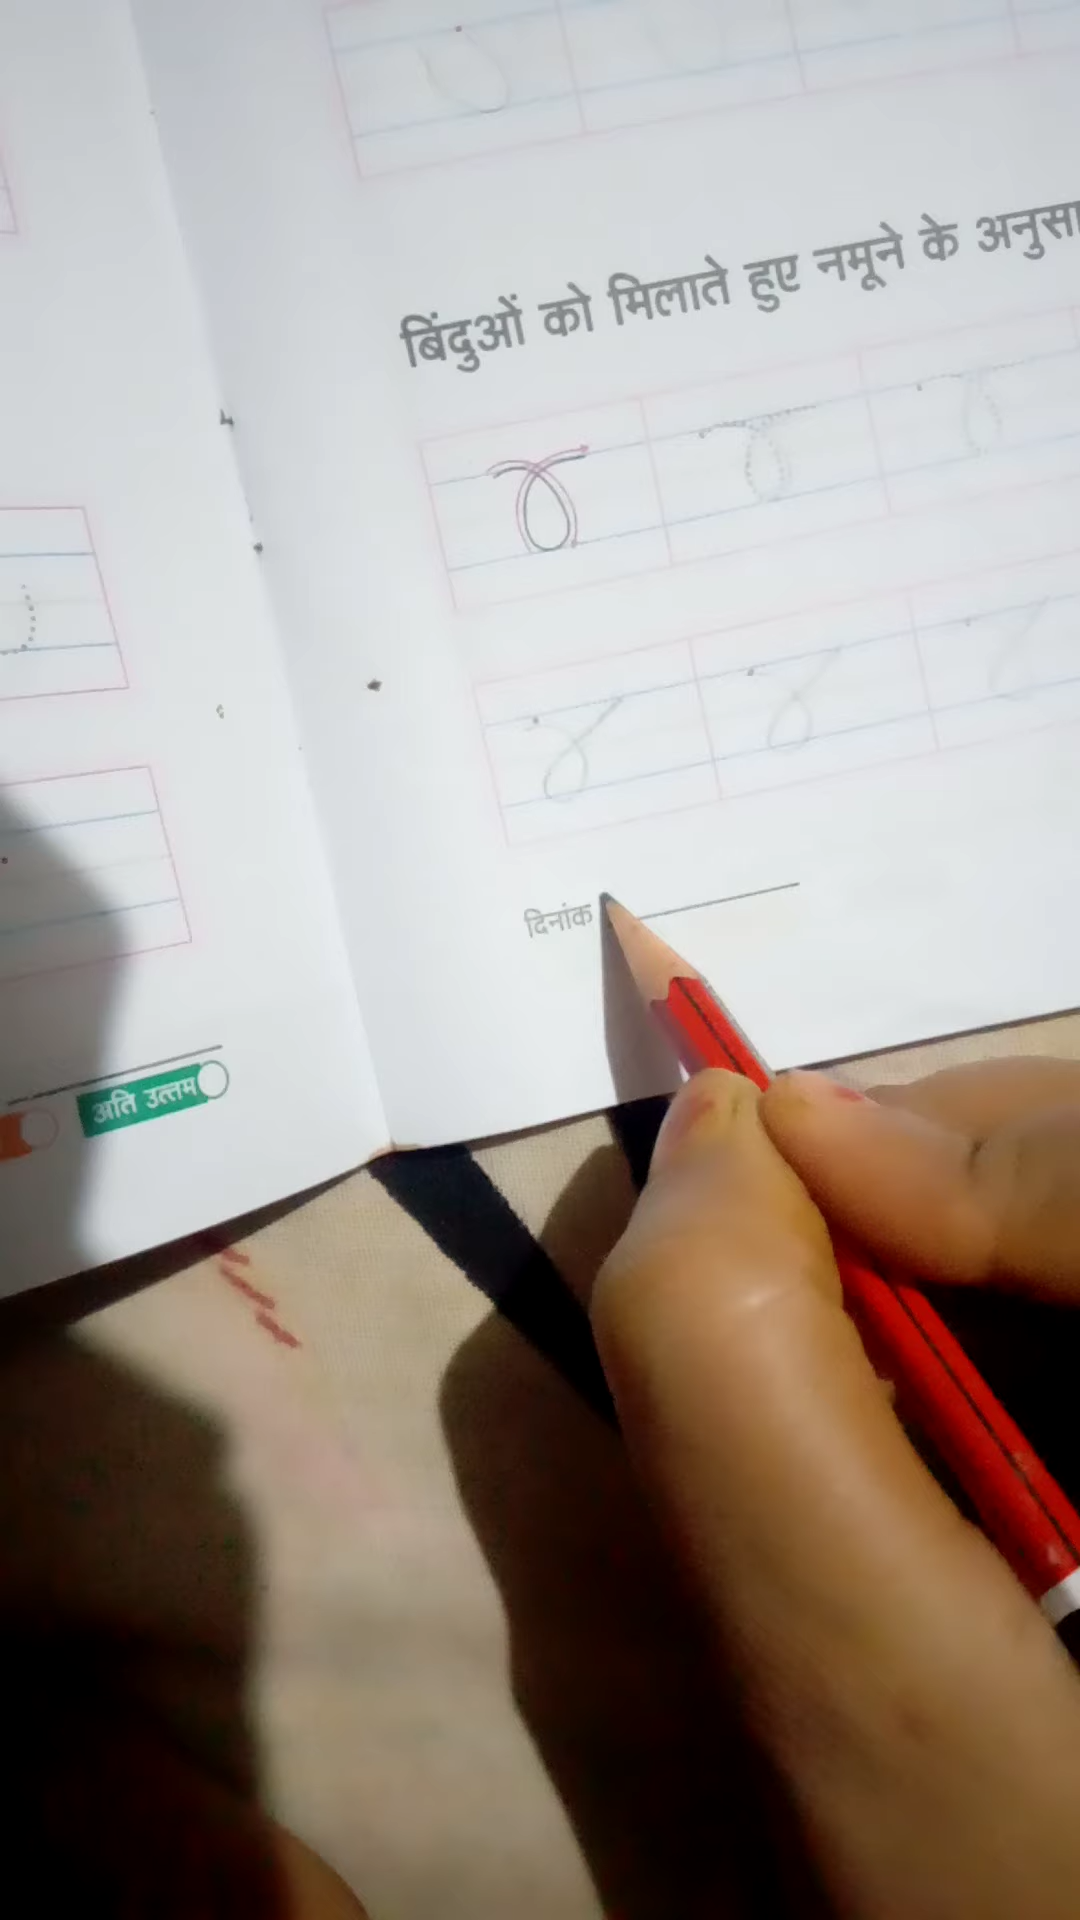 बिंदुओं को मिलाते हुए नमूने के
दिनांक
अति उत्तम